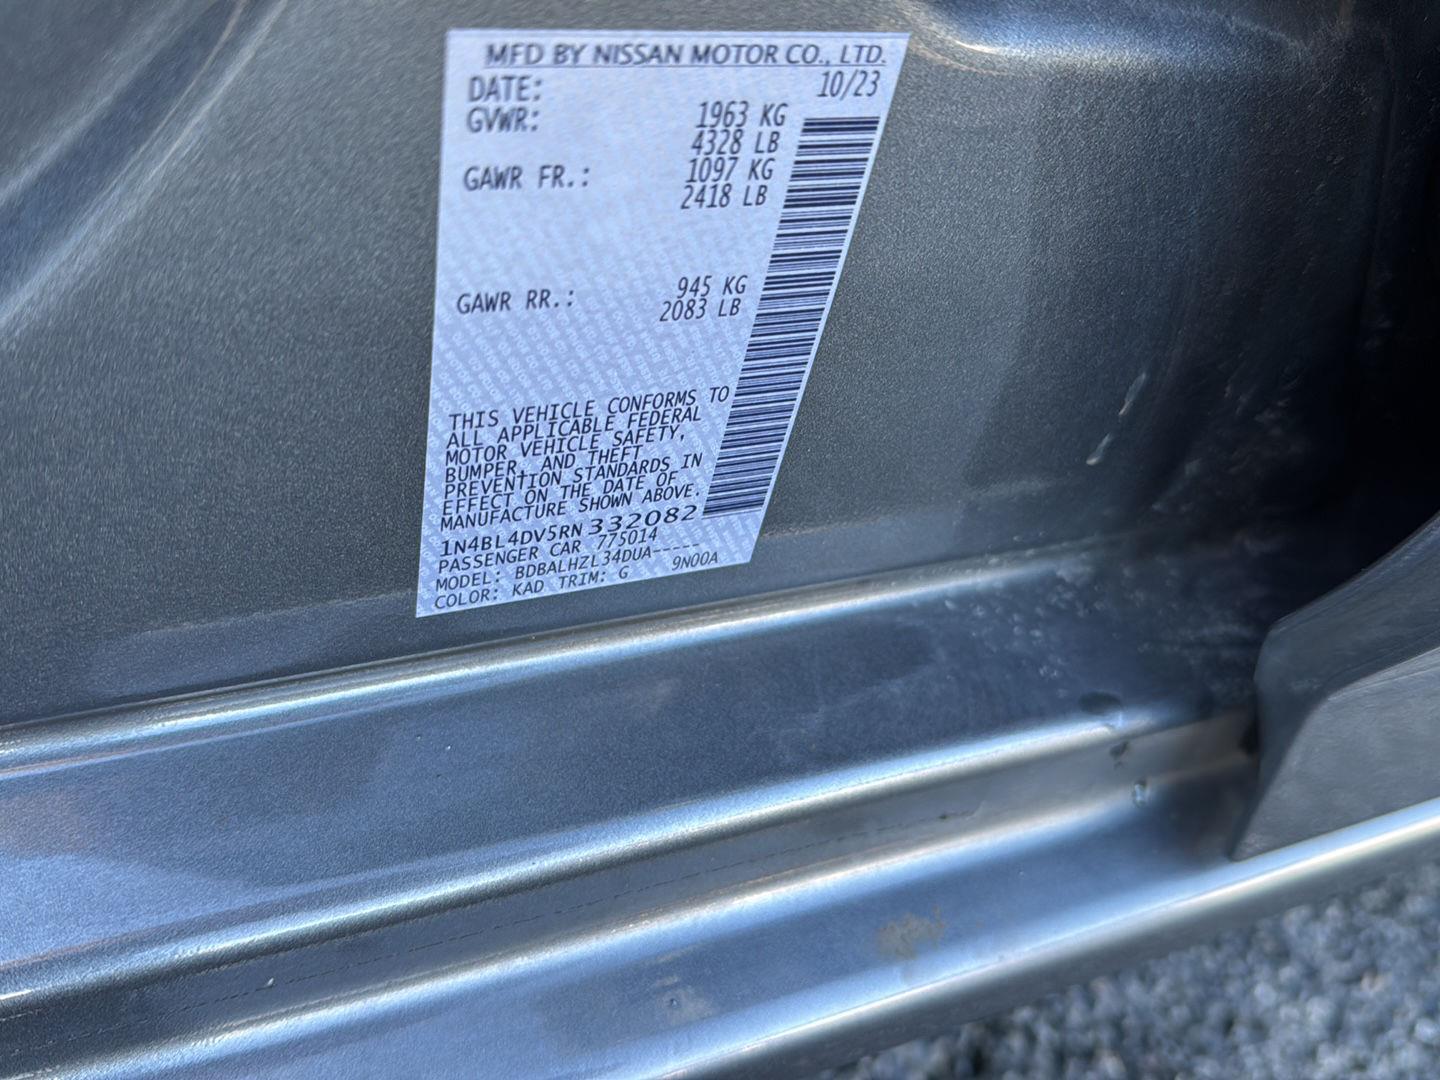 MFD BY NISSAN MOTOR CO., LTD.
DATE: 10/23
GVWR: 1963 KG
4328 LB
GAWR FR.: 1097 KG
2418 LB
GAWR RR.: 945 KG
2083 LB
THIS VEHICLE CONFORMS TO
ALL APPLICABLE FEDERAL
MOTOR VEHICLE SAFETY,
BUMPER, AND THEFT
PREVENTION STANDARDS IN
EFFECT ON THE DATE OF
MANUFACTURE SHOWN ABOVE.
1N4BL4DV5RN332082
PASSENGER CAR 775014
MODEL: BDBALHZL34DUA-----
COLOR: KAD TRIM: G 9N00A